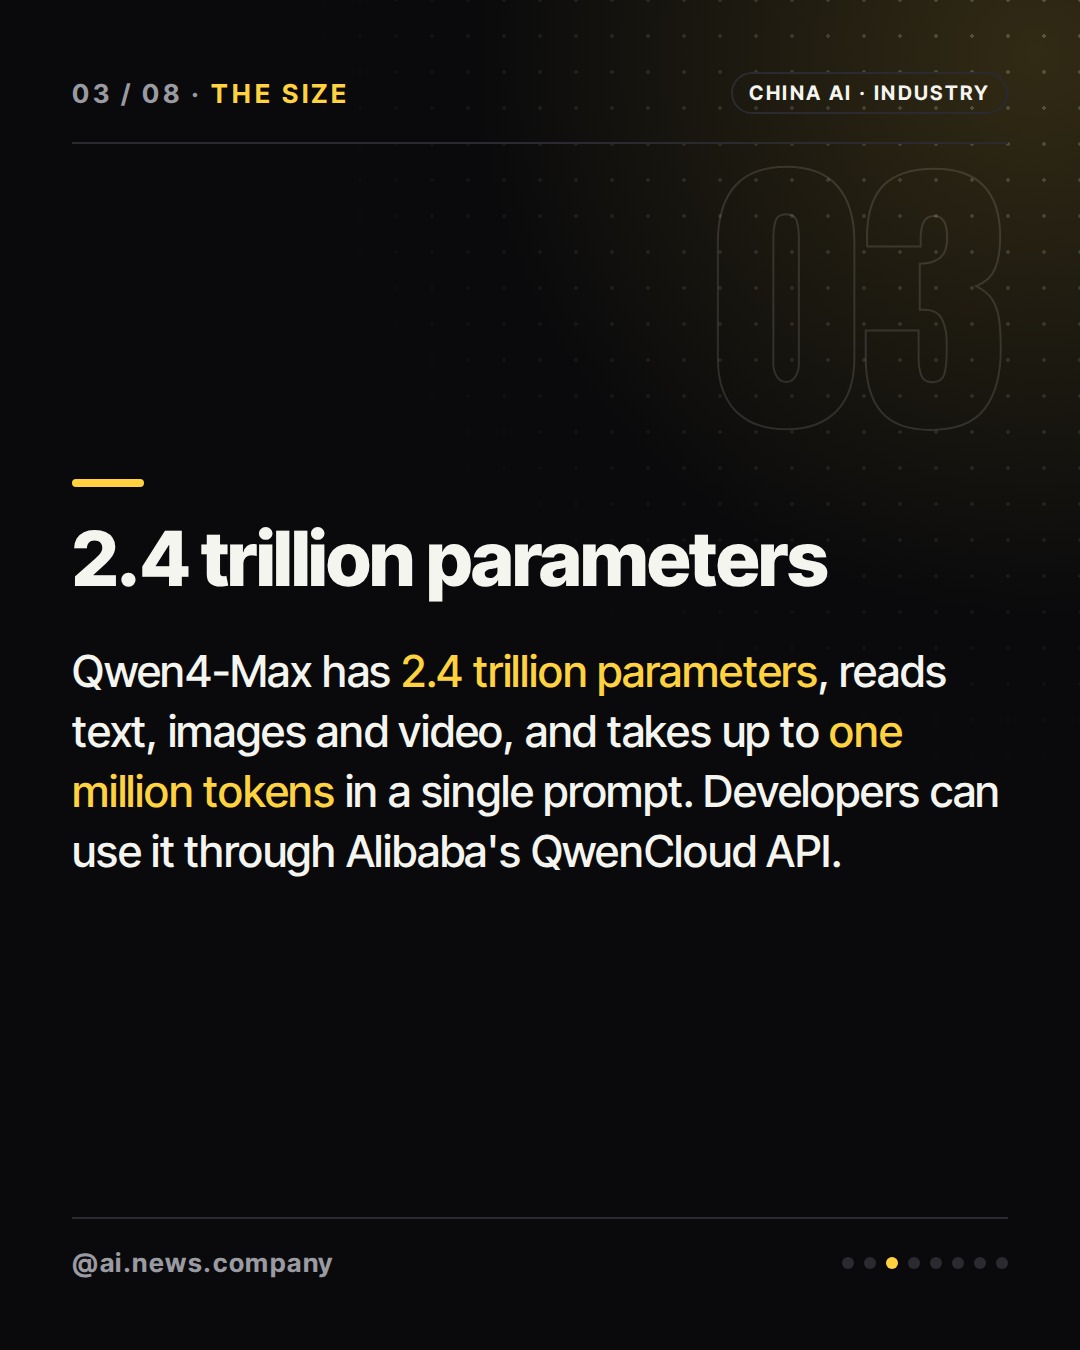 03 / 08 · THE SIZE
CHINA AI · INDUSTRY
03
2.4 trillion parameters
Qwen4-Max has 2.4 trillion parameters, reads
text, images and video, and takes up to one
million tokens in a single prompt. Developers can
use it through Alibaba's QwenCloud API.
@ai.news.company